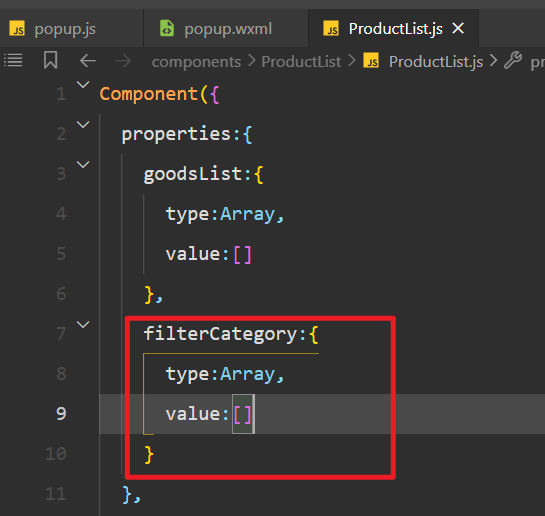 JS popup.js popup.wxml JS ProductList.js ×
components > ProductList > JS ProductList.js >
1 Component({
2 properties:{
3 goodsList:{
4 type:Array,
5 value:[]
6 },
7 filterCategory:{
8 type:Array,
9 value:[]
10 }
11 },